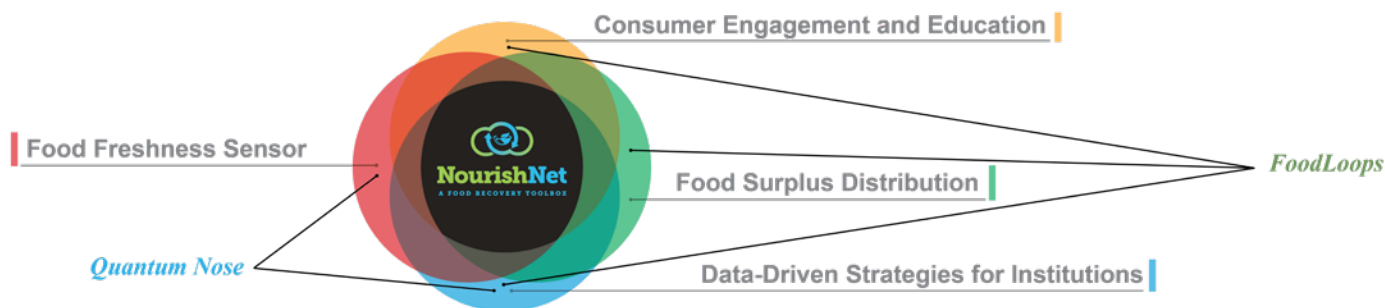 Consumer Engagement and Education
Food Freshness Sensor
NourishNet
A FOOD RECOVERY TOOLBOX
Food Surplus Distribution
FoodLoops
Quantum Nose
Data-Driven Strategies for Institutions